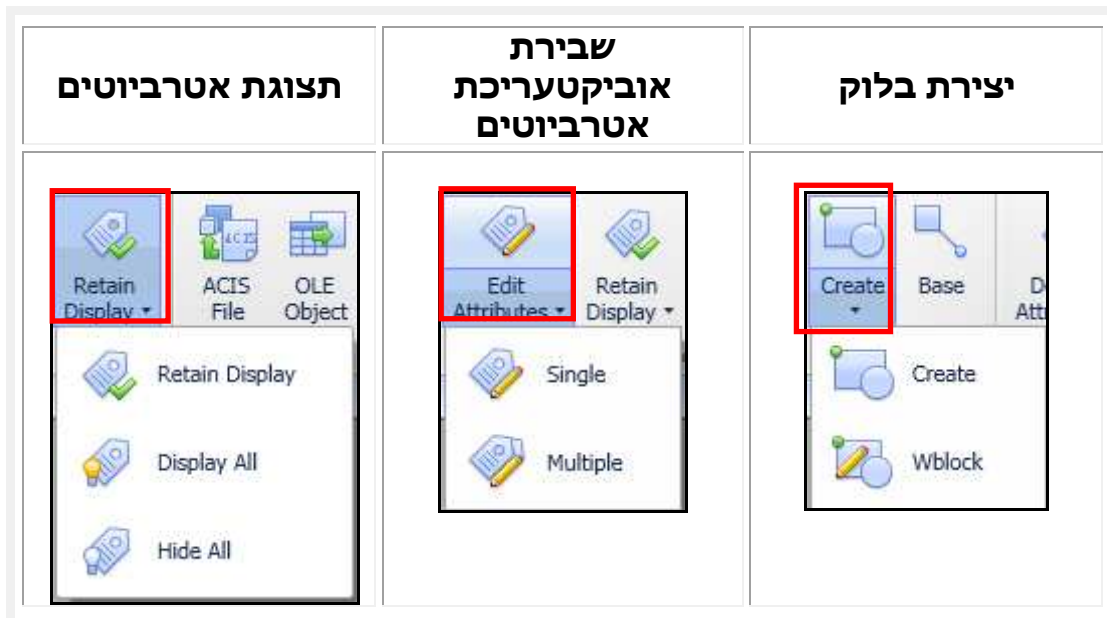 יצירת בלוק
שבירת
אוביקטעריכת
אטרביוטים
תצוגת אטרביוטים
Create
Base
Create
Wblock
Edit
Attributes
Retain
Display
Single
Multiple
Retain
Display
ACIS
File
OLE
Object
Retain Display
Display All
Hide All